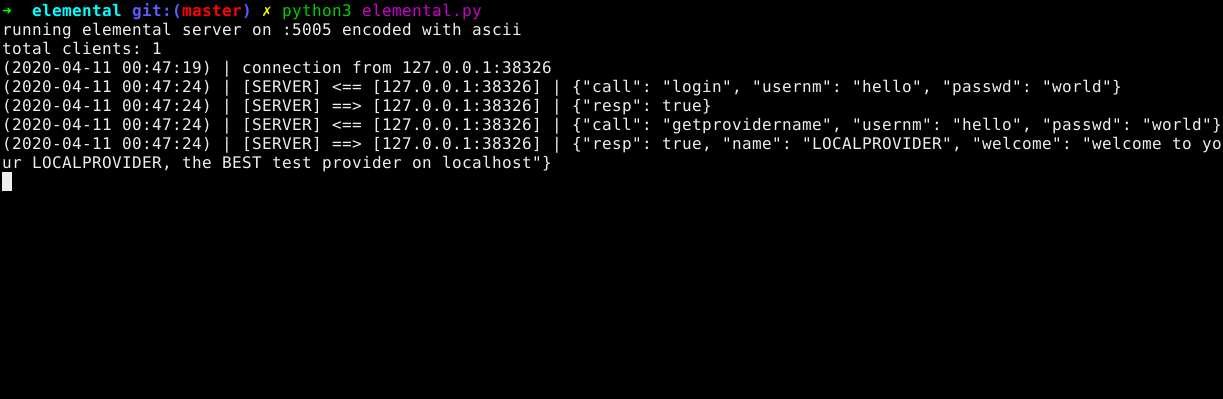 ➜  elemental git:(master) ✗ python3 elemental.py
running elemental server on :5005 encoded with ascii
total clients: 1
(2020-04-11 00:47:19) | connection from 127.0.0.1:38326
(2020-04-11 00:47:24) | [SERVER] <== [127.0.0.1:38326] | {"call": "login", "usernm": "hello", "passwd": "world"}
(2020-04-11 00:47:24) | [SERVER] ==> [127.0.0.1:38326] | {"resp": true}
(2020-04-11 00:47:24) | [SERVER] <== [127.0.0.1:38326] | {"call": "getprovidername", "usernm": "hello", "passwd": "world"}
(2020-04-11 00:47:24) | [SERVER] ==> [127.0.0.1:38326] | {"resp": true, "name": "LOCALPROVIDER", "welcome": "welcome to yo
ur LOCALPROVIDER, the BEST test provider on localhost"}